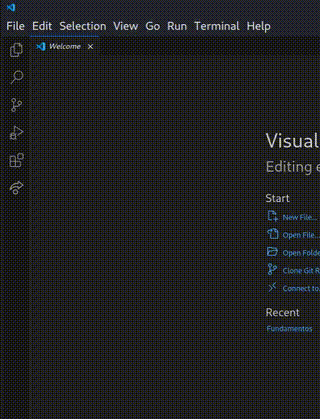 File Edit Selection View Go Run Terminal Help
Welcome
Visual
Editing e
Start
New File...
Open File...
Open Folde
Clone Git R
Connect to.
Recent
Fundamentos